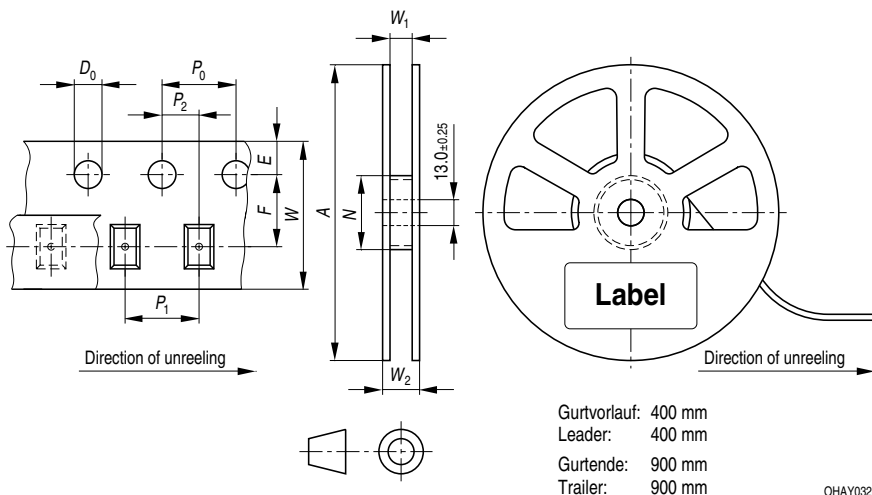 W1
D0
P0
P2
E
F
W
A
N
13.0±0.25
P1
Label
Direction of unreeling
W2
Direction of unreeling
Gurtvorlauf: 400 mm
Leader: 400 mm
Gurtende: 900 mm
Trailer: 900 mm